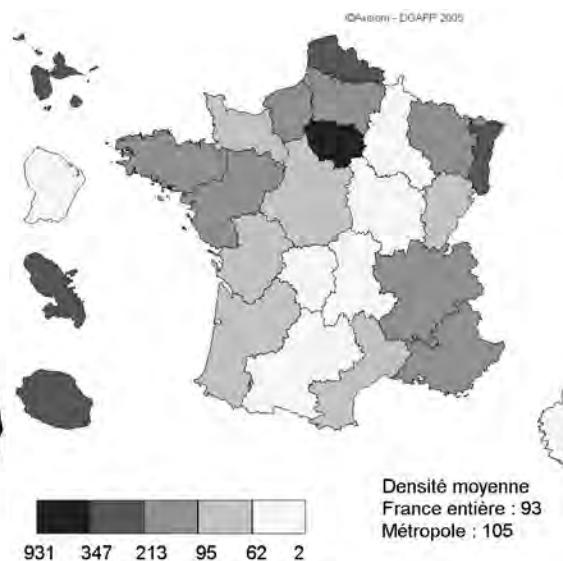 ©Axiom - DGAFP 2005
931 347 213 95 62 2
Densité moyenne
France entière : 93
Métropole : 105